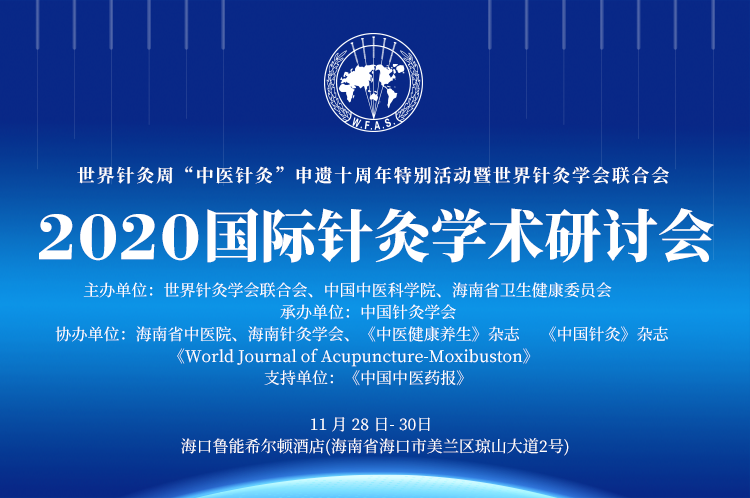 W.F.A.S.
世界针灸周“中医针灸”申遗十周年特别活动暨世界针灸学会联合会
2020国际针灸学术研讨会
主办单位：世界针灸学会联合会、中国中医科学院、海南省卫生健康委员会
承办单位：中国针灸学会
协办单位：海南省中医院、海南针灸学会、《中医健康养生》杂志 《中国针灸》杂志
《World Journal of Acupuncture-Moxibuston》
支持单位：《中国中医药报》
11 月 28 日- 30日
海口鲁能希尔顿酒店(海南省海口市美兰区琼山大道2号)